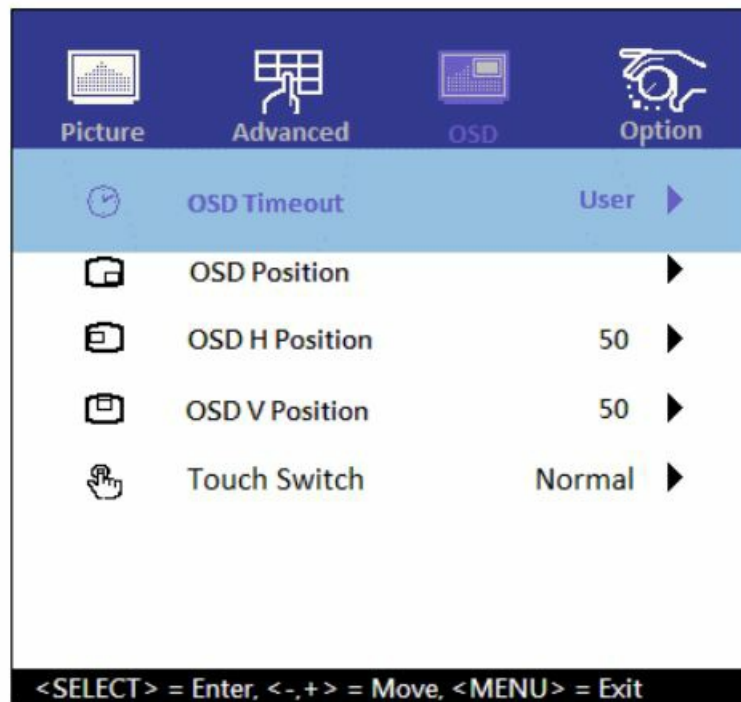 Picture Advanced OSD Option
OSD Timeout User
OSD Position
OSD H Position 50
OSD V Position 50
Touch Switch Normal
<SELECT> = Enter, <-,+> = Move, <MENU> = Exit